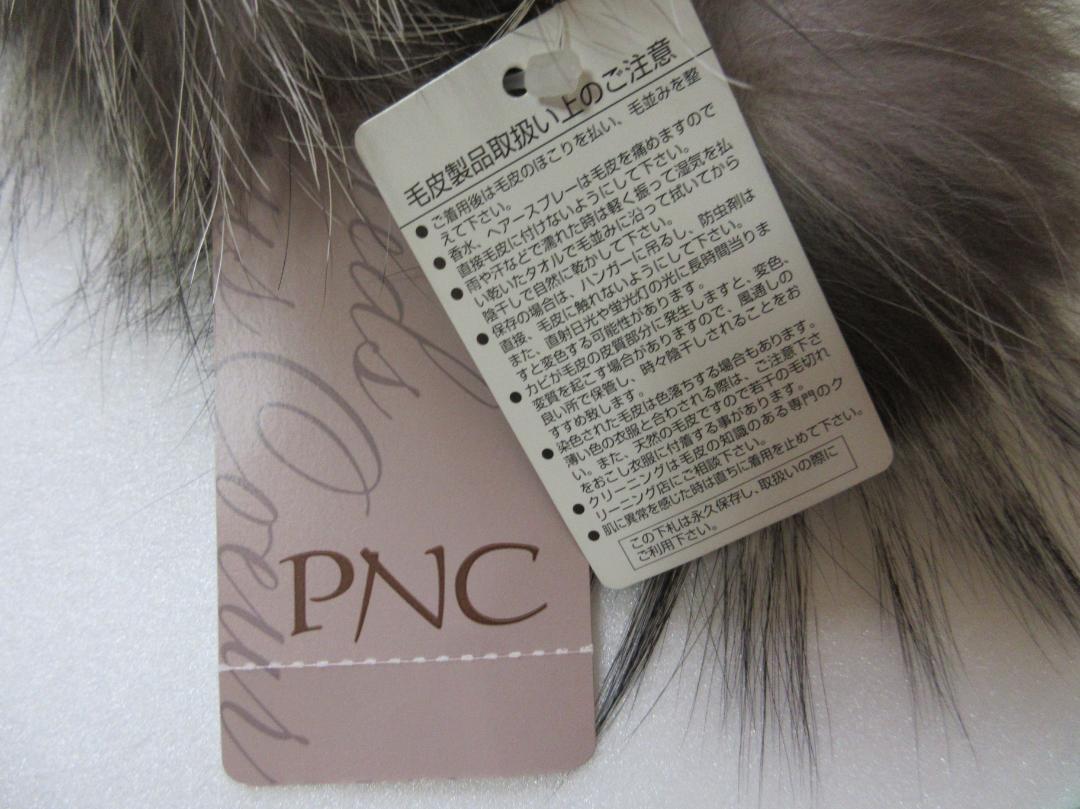 毛皮製品取扱い上のご注意
●ご着用後は毛皮のほこりを払い、毛並みを整
えて下さい。
●香水、ヘアースプレーは毛皮を痛めますので
直接毛皮に付けないようにして下さい。
●雨や汗などで濡れた時は軽く振って湿気を払
い乾いたタオルで毛並みに沿って拭いてから
陰干しで自然に乾かして下さい。
●保存の場合は、ハンガーに吊るし、防虫剤は
直接、毛皮に触れないようにして下さい。
また、直射日光や蛍光灯の光に長時間当りま
すと変色する可能性があります。
●カビが毛皮の皮質部分に発生しますと、変色、
変質を起こす場合がありますので、風通しの
良い所で保管し、時々陰干しされることをお
すすめ致します。
●染色された毛皮は色落ちする場合もあります。
薄い色の衣服と合わされる際は、ご注意下さ
い。また、天然の毛皮ですので若干の毛切れ
をおこし衣服に付着する事があります。
●クリーニングは毛皮の知識のある専門のク
リーニング店にご相談下さい。
●肌に異常を感じた時は直ちに着用を止めて下さい。
この下札は永久保存し、取扱いの際に
ご利用下さい。
PNC
Coeur